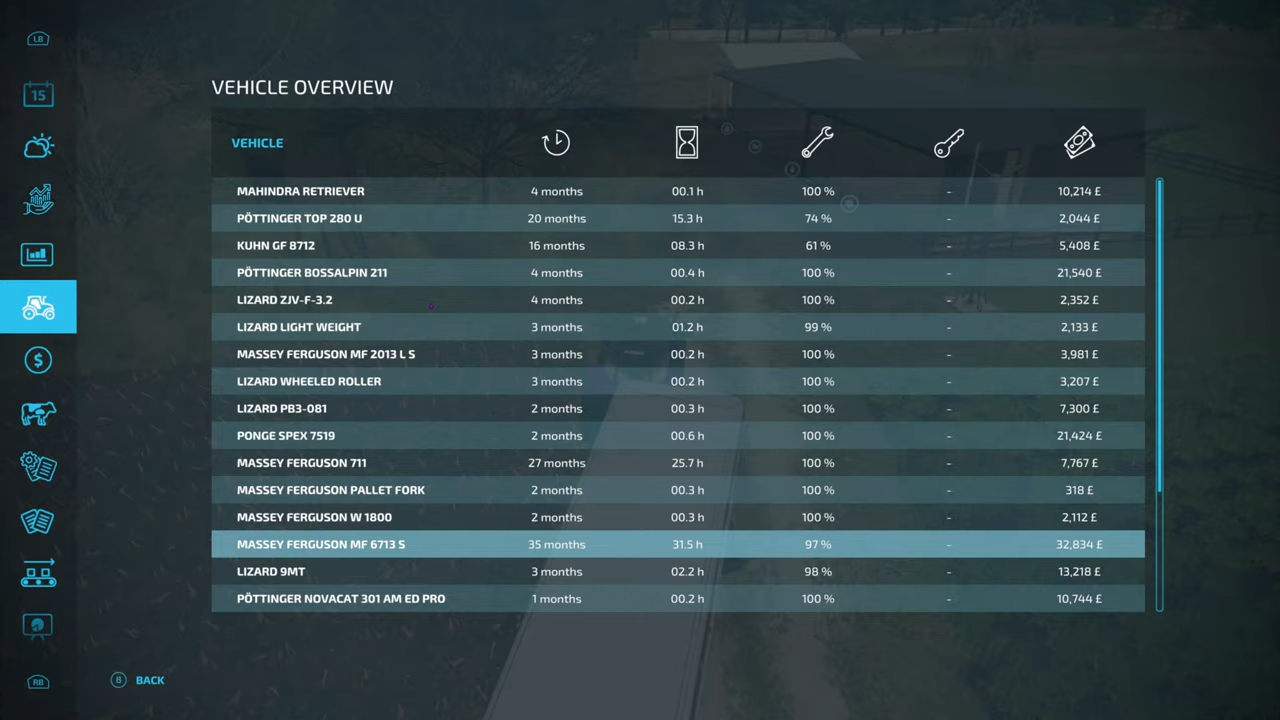 LB
15
VEHICLE OVERVIEW
VEHICLE
MAHINDRA RETRIEVER 4 months 00.1 h 100 % - 10,214 £
PÖTTINGER TOP 280 U 20 months 15.3 h 74 % - 2,044 £
KUHN GF 8712 16 months 08.3 h 61 % - 5,408 £
PÖTTINGER BOSSALPIN 211 4 months 00.4 h 100 % - 21,540 £
LIZARD ZJV-F-3.2 4 months 00.2 h 100 % - 2,352 £
LIZARD LIGHT WEIGHT 3 months 01.2 h 99 % - 2,133 £
MASSEY FERGUSON MF 2013 L S 3 months 00.2 h 100 % - 3,981 £
LIZARD WHEELED ROLLER 3 months 00.2 h 100 % - 3,207 £
LIZARD PB3-081 2 months 00.3 h 100 % - 7,300 £
PONGE SPEX 7519 2 months 00.6 h 100 % - 21,424 £
MASSEY FERGUSON 711 27 months 25.7 h 100 % - 7,767 £
MASSEY FERGUSON PALLET FORK 2 months 00.3 h 100 % - 318 £
MASSEY FERGUSON W 1800 2 months 00.3 h 100 % - 2,112 £
MASSEY FERGUSON MF 6713 S 35 months 31.5 h 97 % - 32,834 £
LIZARD 9MT 3 months 02.2 h 98 % - 13,218 £
PÖTTINGER NOVACAT 301 AM ED PRO 1 months 00.2 h 100 % - 10,744 £
RB
B BACK